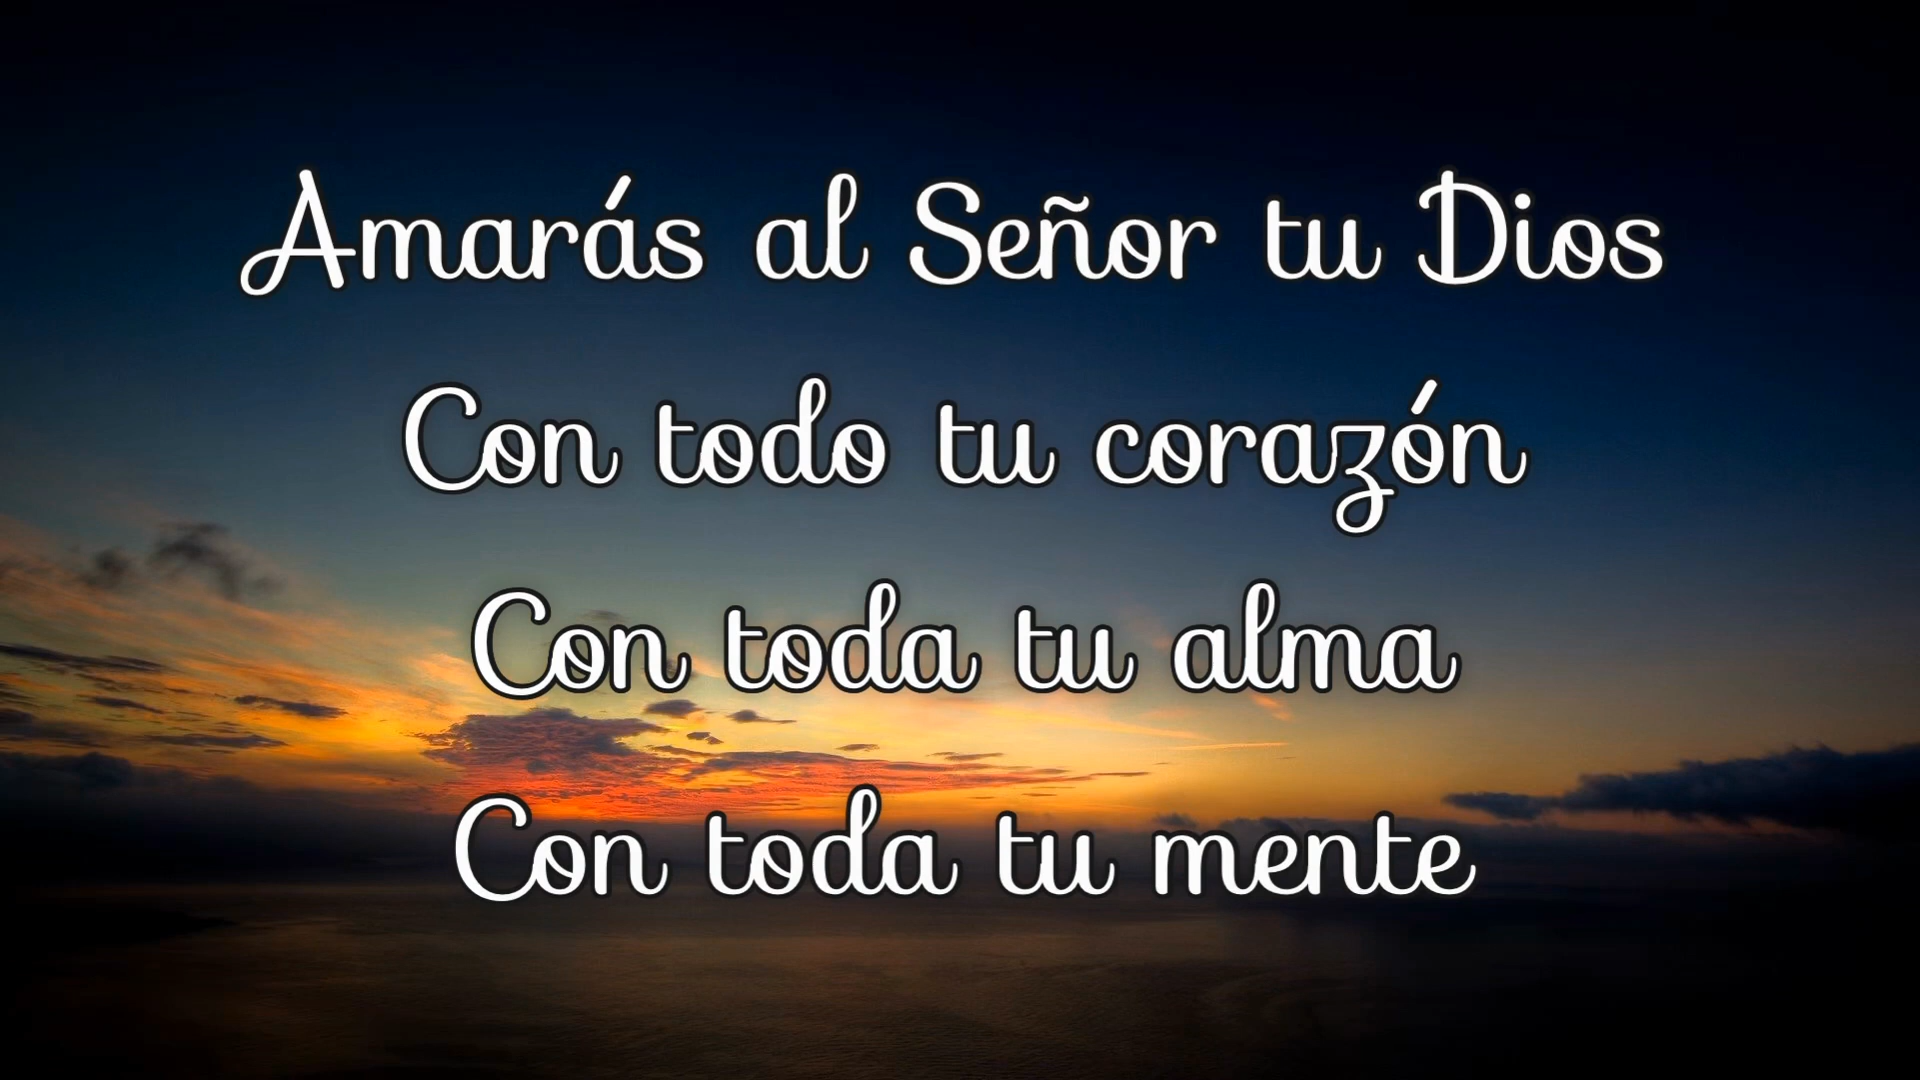 Amarás al Señor tu Dios
Con todo tu corazón
Con toda tu alma
Con toda tu mente